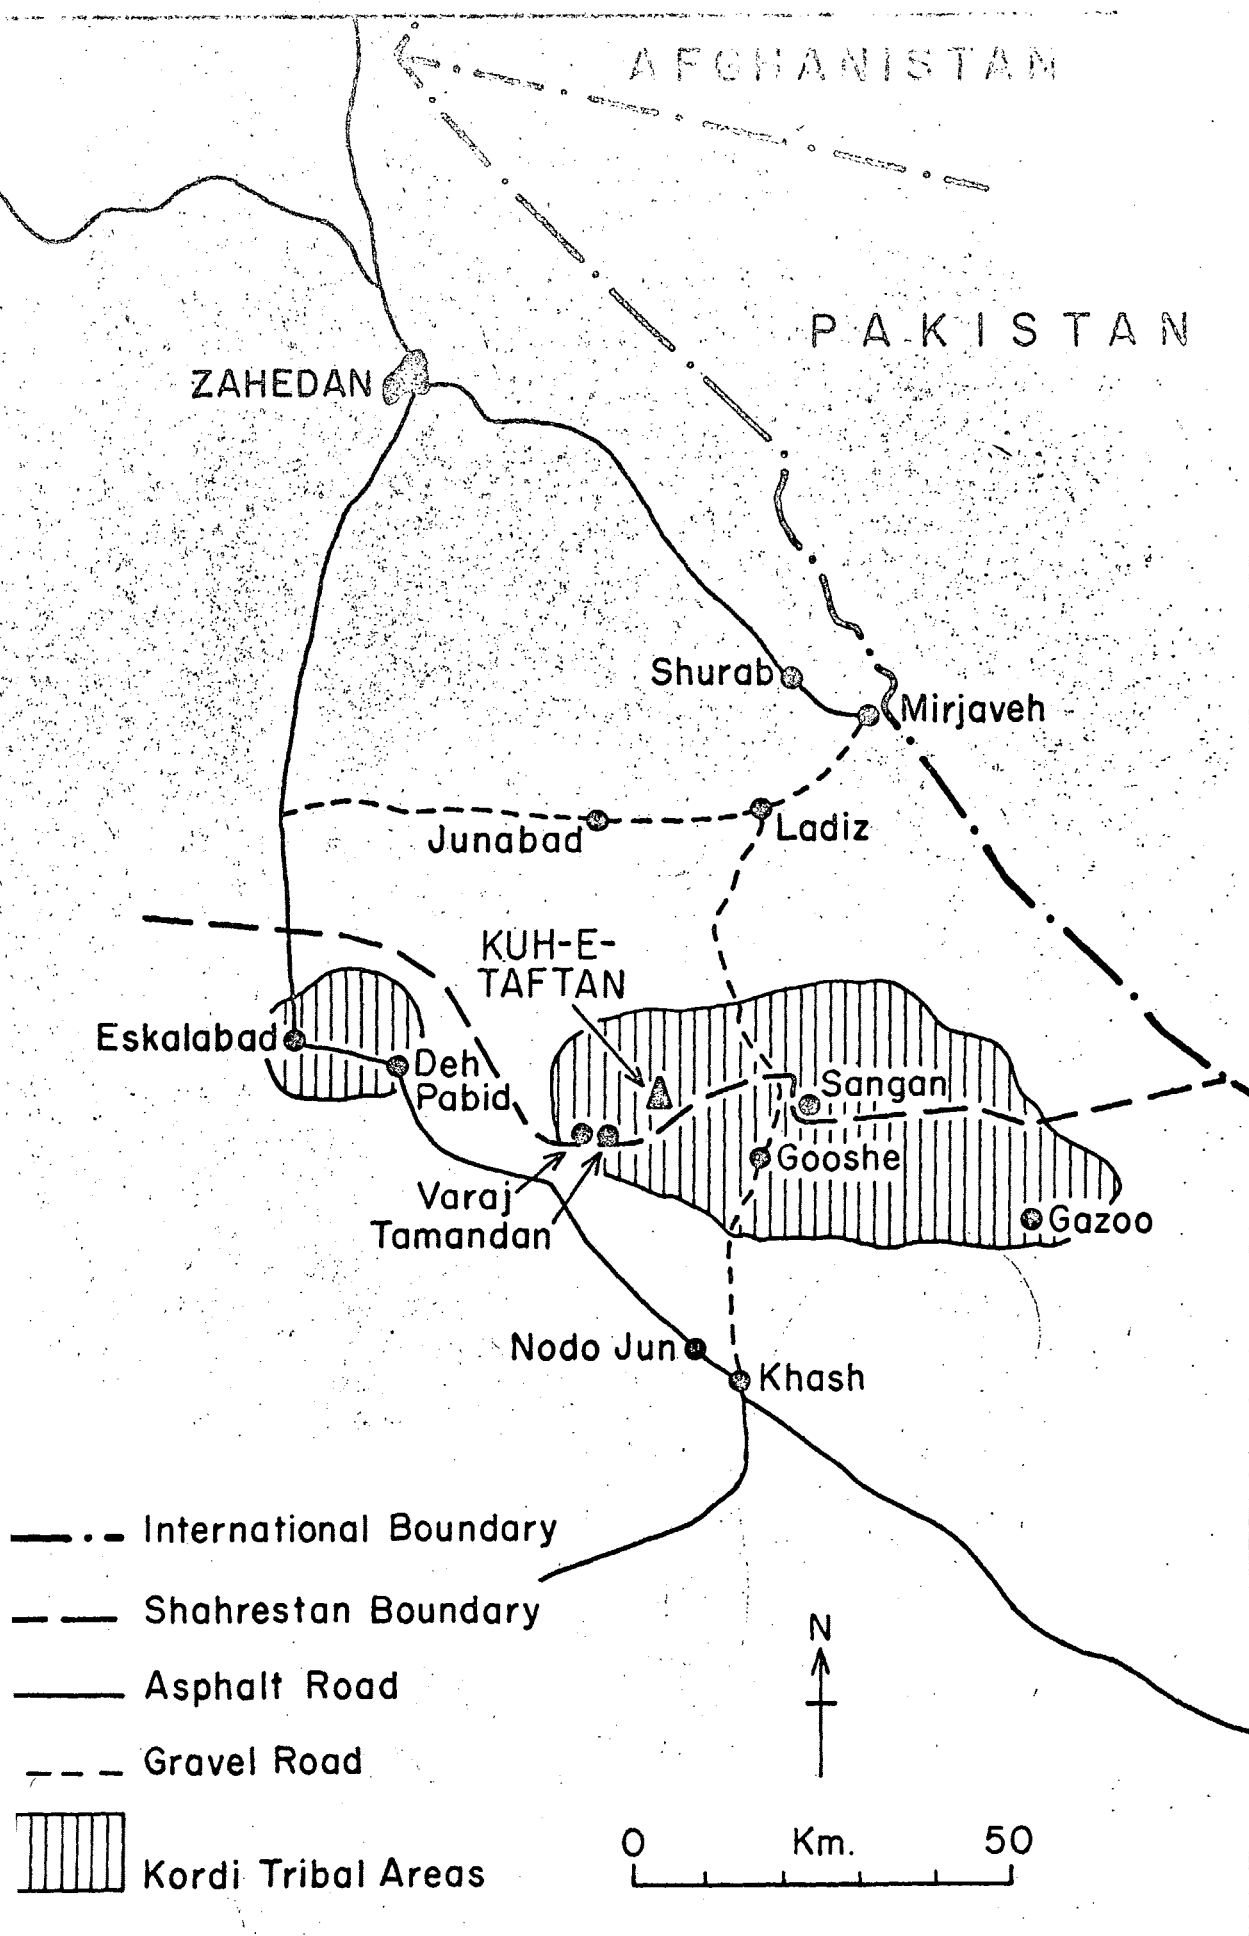 AFGHANISTAN
PAKISTAN
ZAHEDAN
Shurab
Mirjaveh
Junabad
Ladiz
KUH-E-
TAFTAN
Eskalabad
Deh
Pabid
Sangan
Gooshe
Varaj
Tamandan
Gazoo
Nodo Jun
Khash
International Boundary
Shahrestan Boundary
Asphalt Road
Gravel Road
Kordi Tribal Areas
N
0 Km. 50